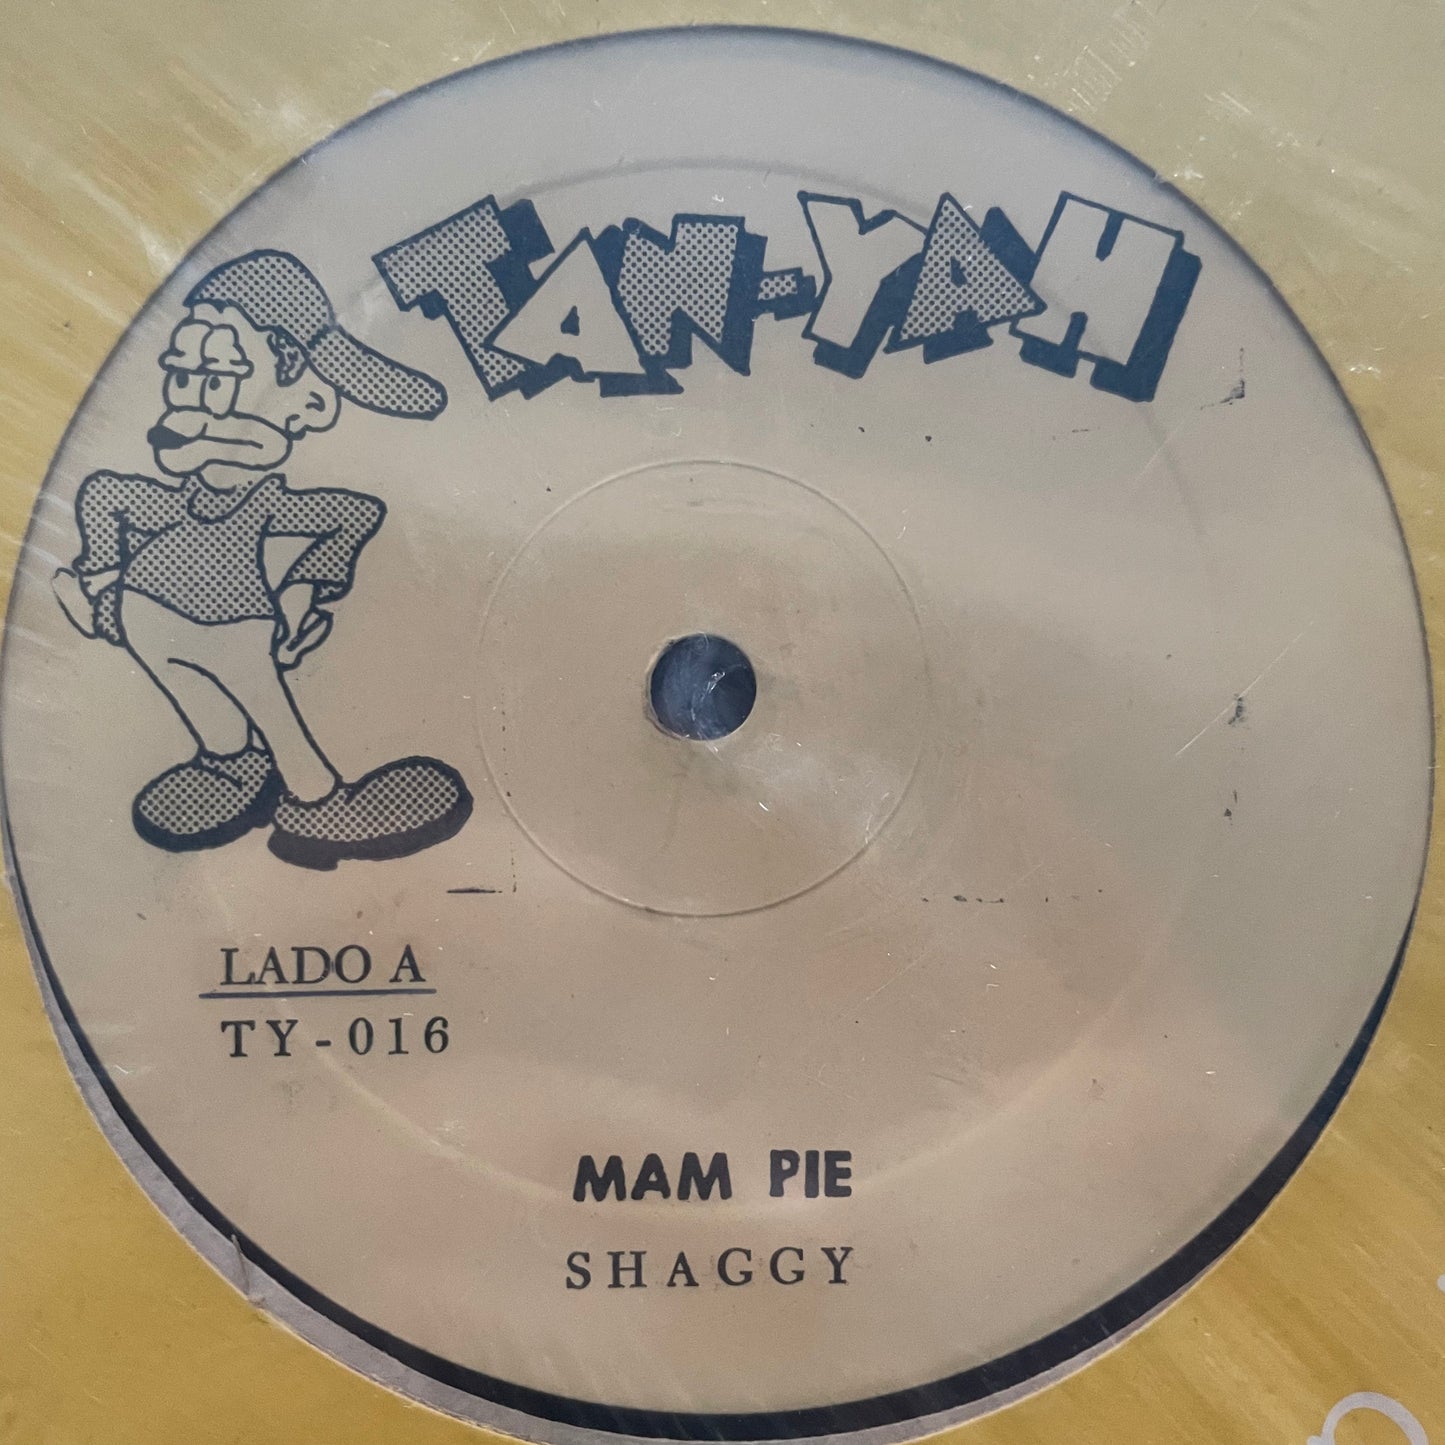 TAN-YAH
LADO A
TY-016
MAM PIE
SHAGGY